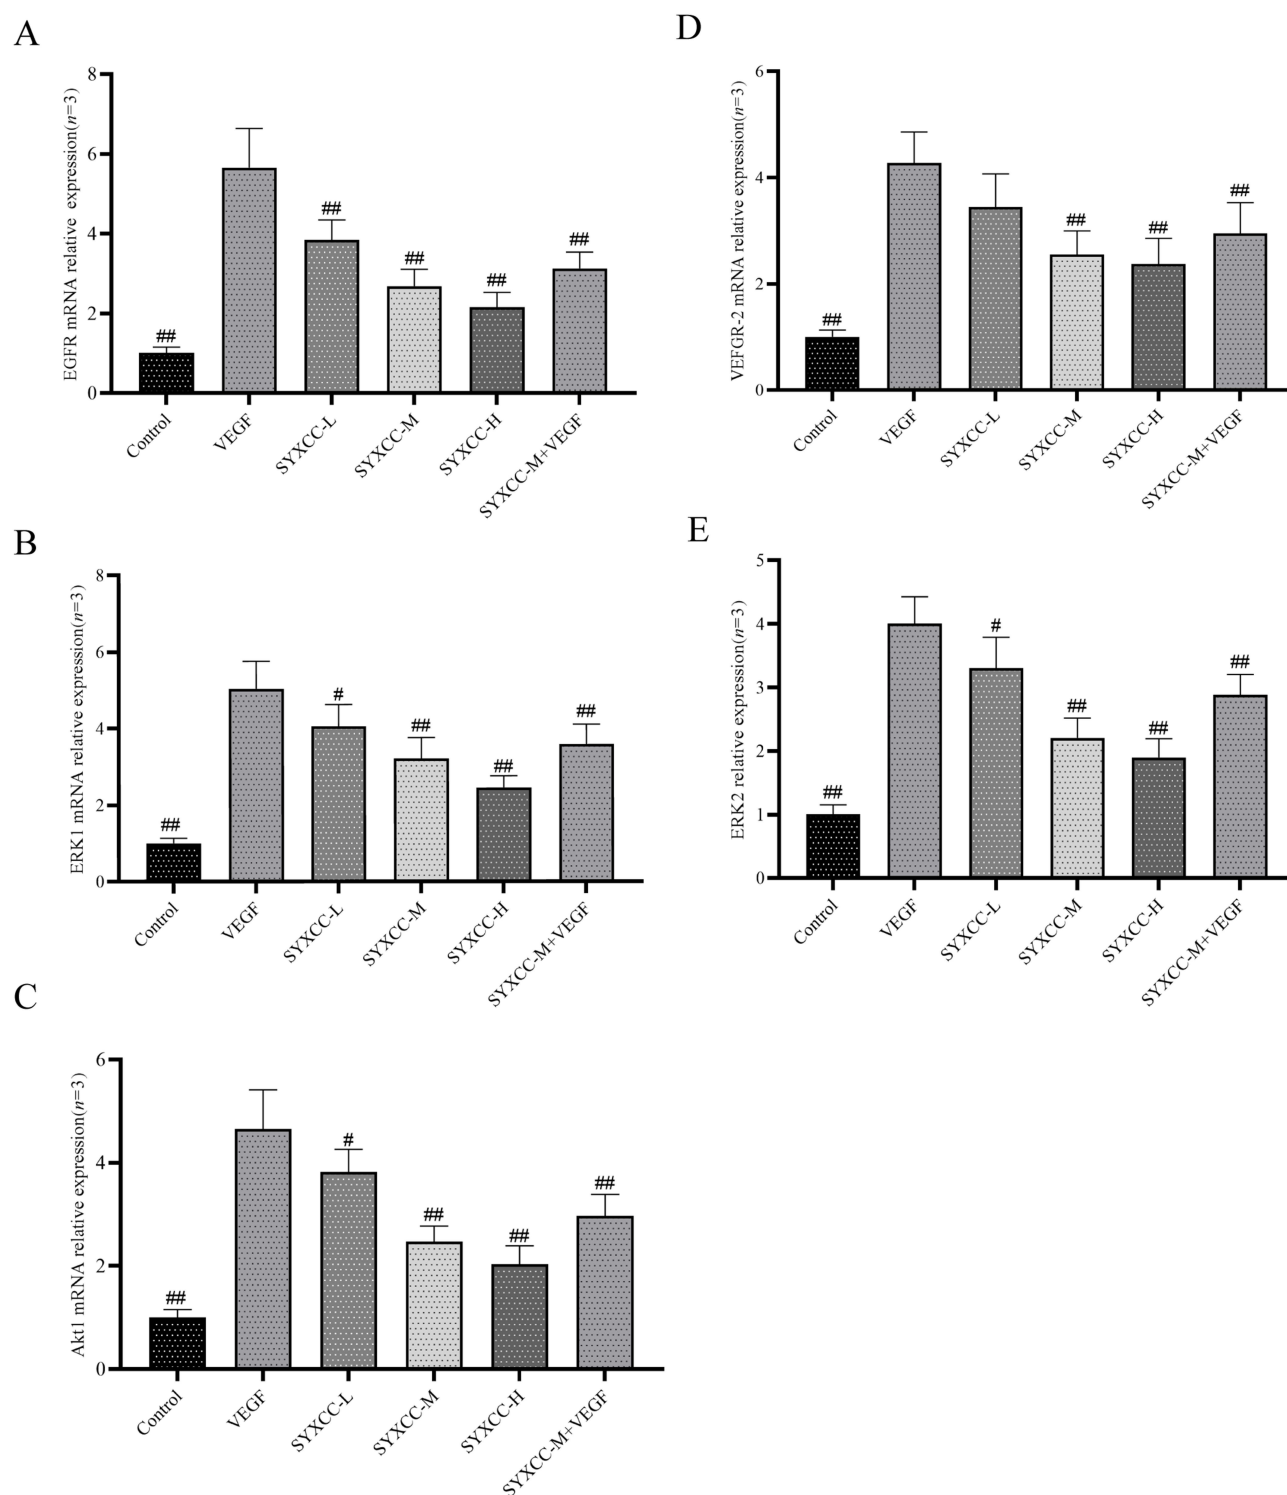 A
EGFR mRNA relative expression(n=3)
8
6
4
2
0
##
##
##
##
##
Control
VEGF
SYXCC-L
SYXCC-M
SYXCC-H
SYXCC-M+VEGF
D
VEFGR-2 mRNA relative expression(n=3)
6
4
2
0
##
##
##
##
Control
VEGF
SYXCC-L
SYXCC-M
SYXCC-H
SYXCC-M+VEGF
B
ERK1 mRNA relative expression(n=3)
8
6
4
2
0
##
#
##
##
##
Control
VEGF
SYXCC-L
SYXCC-M
SYXCC-H
SYXCC-M+VEGF
E
ERK2 relative expression(n=3)
5
4
3
2
1
0
##
#
##
##
##
Control
VEGF
SYXCC-L
SYXCC-M
SYXCC-H
SYXCC-M+VEGF
C
Akt1 mRNA relative expression(n=3)
6
4
2
0
##
#
##
##
##
Control
VEGF
SYXCC-L
SYXCC-M
SYXCC-H
SYXCC-M+VEGF